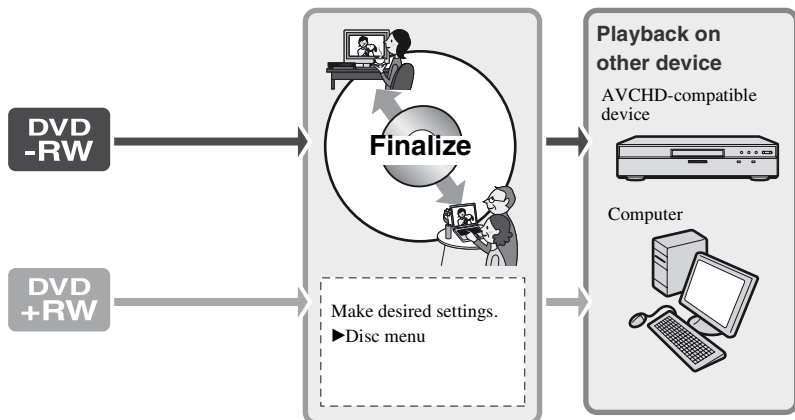 DVD
-RW
Finalize
Playback on
other device
AVCHD-compatible
device
Computer
DVD
+RW
Make desired settings.
▶Disc menu